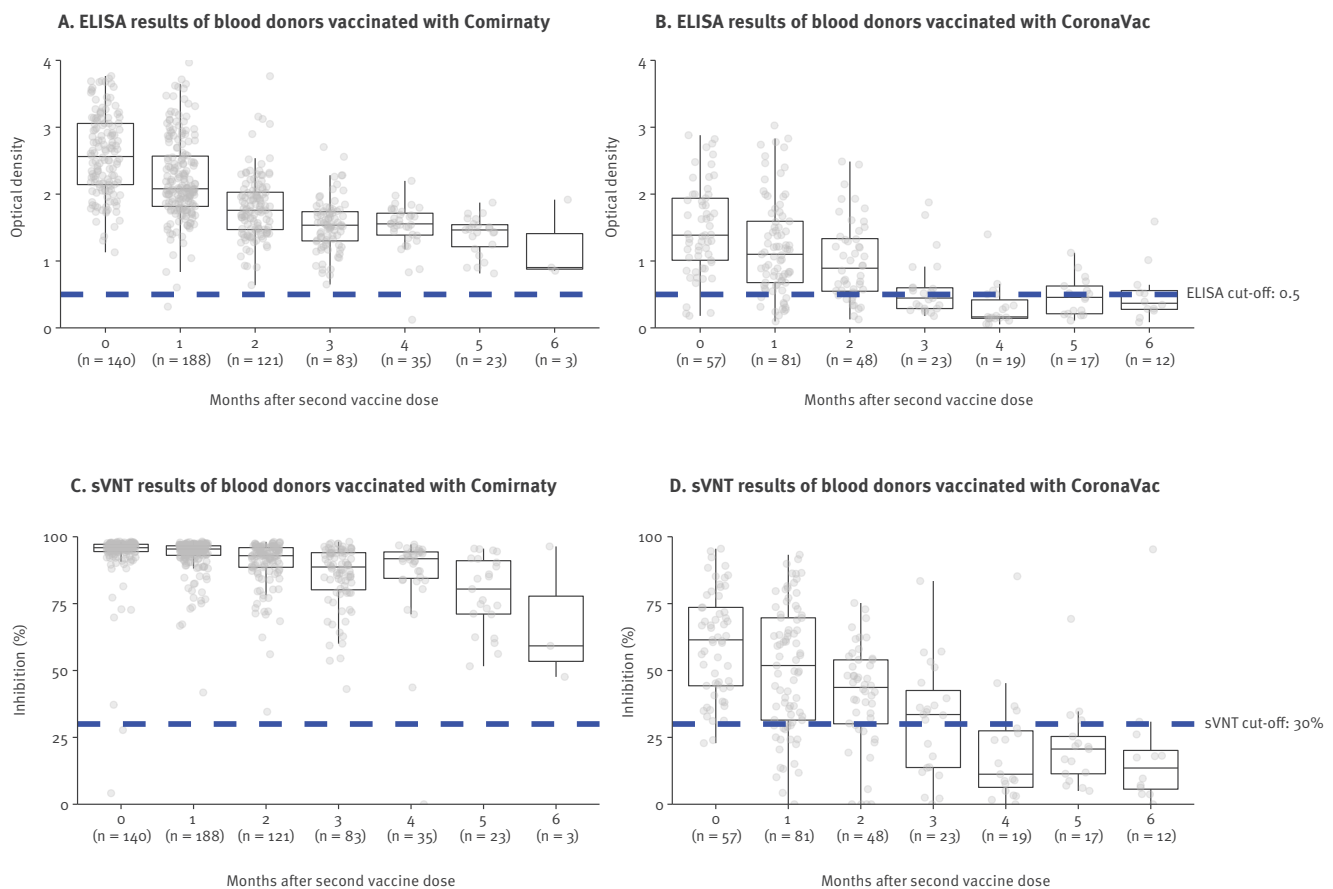 A. ELISA results of blood donors vaccinated with Comirnaty
4
3
2
1
0
Optical density
0 1 2 3 4 5 6
(n = 140) (n = 188) (n = 121) (n = 83) (n = 35) (n = 23) (n = 3)
Months after second vaccine dose
B. ELISA results of blood donors vaccinated with CoronaVac
4
3
2
1
0
Optical density
ELISA cut-off: 0.5
0 1 2 3 4 5 6
(n = 57) (n = 81) (n = 48) (n = 23) (n = 19) (n = 17) (n = 12)
Months after second vaccine dose
C. sVNT results of blood donors vaccinated with Comirnaty
100
75
50
25
0
Inhibition (%)
0 1 2 3 4 5 6
(n = 140) (n = 188) (n = 121) (n = 83) (n = 35) (n = 23) (n = 3)
Months after second vaccine dose
D. sVNT results of blood donors vaccinated with CoronaVac
100
75
50
25
0
Inhibition (%)
sVNT cut-off: 30%
0 1 2 3 4 5 6
(n = 57) (n = 81) (n = 48) (n = 23) (n = 19) (n = 17) (n = 12)
Months after second vaccine dose